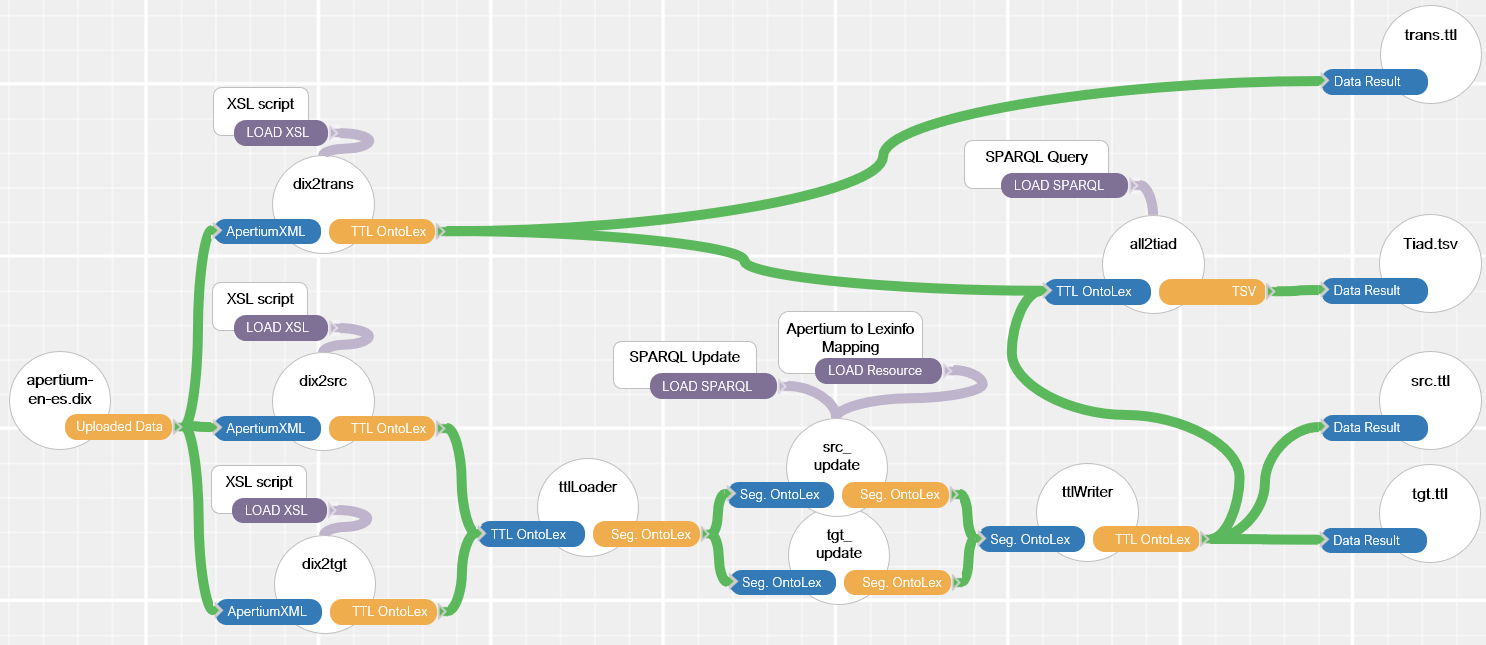 trans.ttl
Data Result
XSL script
LOAD XSL
dix2trans
ApertiumXML
TTL OntoLex
SPARQL Query
LOAD SPARQL
all2tiad
TTL OntoLex
TSV
Tiad.tsv
Data Result
XSL script
LOAD XSL
dix2src
ApertiumXML
TTL OntoLex
apertium-
en-es.dix
Uploaded Data
XSL script
LOAD XSL
dix2tgt
ApertiumXML
TTL OntoLex
ttlLoader
TTL OntoLex
Seg. OntoLex
SPARQL Update
LOAD SPARQL
Apertium to Lexinfo
Mapping
LOAD Resource
src_
update
Seg. OntoLex
Seg. OntoLex
tgt_
update
Seg. OntoLex
Seg. OntoLex
ttlWriter
Seg. OntoLex
TTL OntoLex
src.ttl
Data Result
tgt.ttl
Data Result